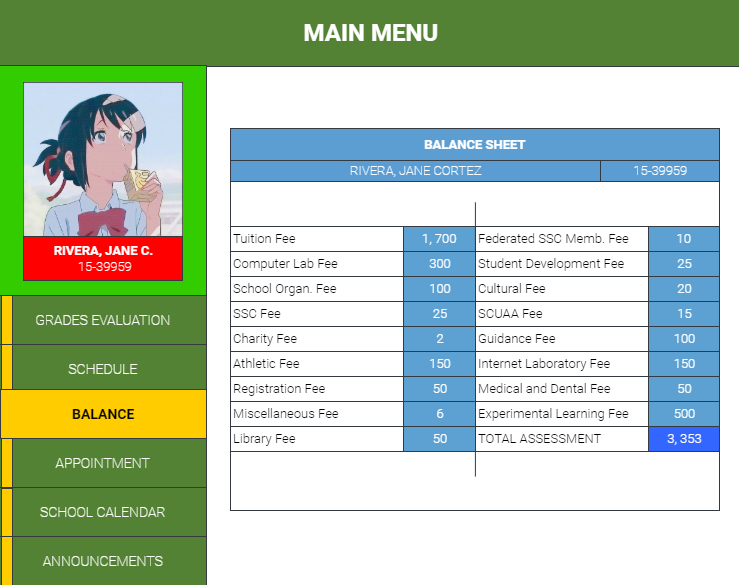 MAIN MENU
RIVERA, JANE C.
15-39959
GRADES EVALUATION
SCHEDULE
BALANCE
APPOINTMENT
SCHOOL CALENDAR
ANNOUNCEMENTS
BALANCE SHEET
RIVERA, JANE CORTEZ 15-39959
Tuition Fee 1, 700 Federated SSC Memb. Fee 10
Computer Lab Fee 300 Student Development Fee 25
School Organ. Fee 100 Cultural Fee 20
SSC Fee 25 SCUAA Fee 15
Charity Fee 2 Guidance Fee 100
Athletic Fee 150 Internet Laboratory Fee 150
Registration Fee 50 Medical and Dental Fee 50
Miscellaneous Fee 6 Experimental Learning Fee 500
Library Fee 50 TOTAL ASSESSMENT 3, 353